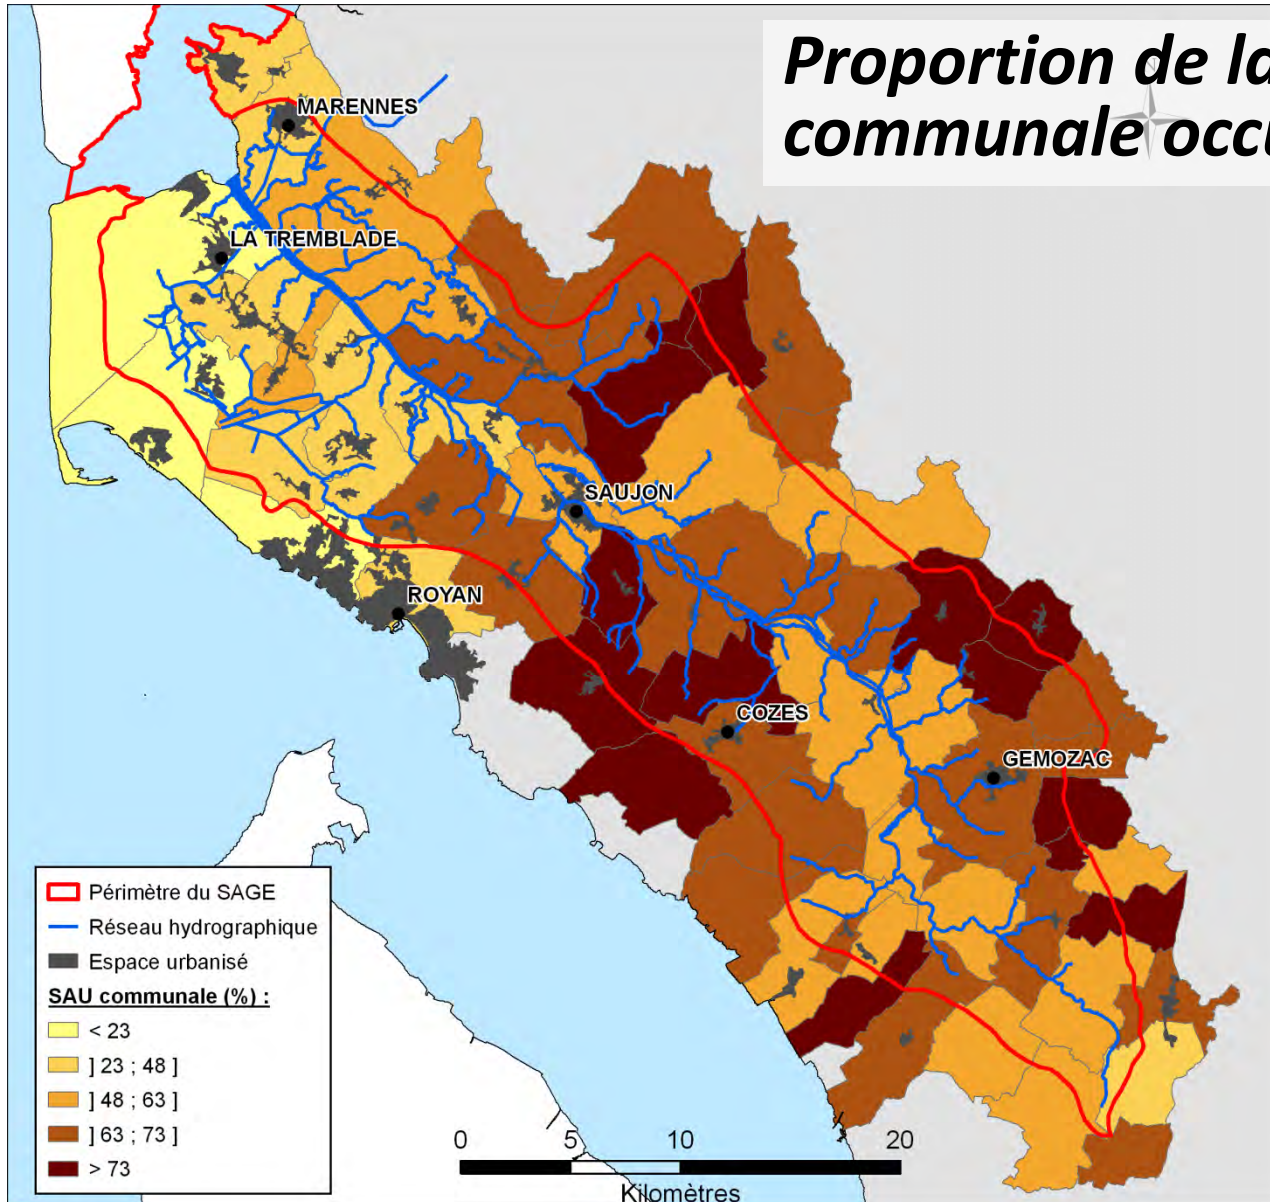 Proportion de la
communale occu
N
MARENNES
LA TREMBLADE
SAUJON
ROYAN
COZES
GEMOZAC
Périmètre du SAGE
Réseau hydrographique
Espace urbanisé
SAU communale (%) :
< 23
] 23 ; 48 ]
] 48 ; 63 ]
] 63 ; 73 ]
> 73
0 5 10 20
Kilomètres